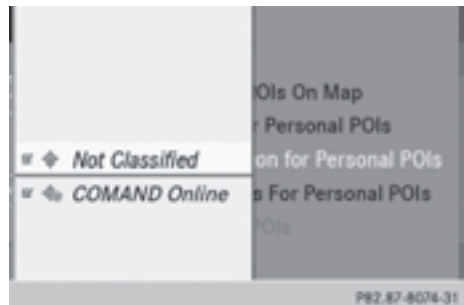 POIs On Map
r Personal POIs
Not Classified on for Personal POIs
COMAND Online s For Personal POIs
POIs
P82.87-8074-31